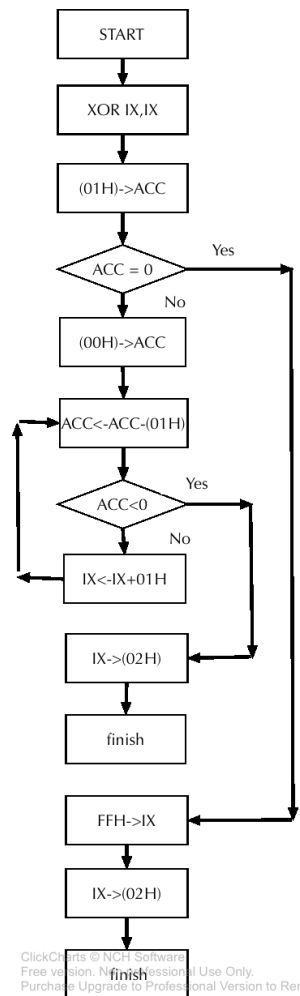 START
XOR IX,IX
(01H)->ACC
ACC = 0
Yes
No
(00H)->ACC
ACC<-ACC-(01H)
ACC<0
Yes
No
IX<-IX+01H
IX->(02H)
finish
FFH->IX
IX->(02H)
finish
ClickCharts © NCH Software
Free version. Non-professional Use Only.
Purchase Upgrade to Professional Version to